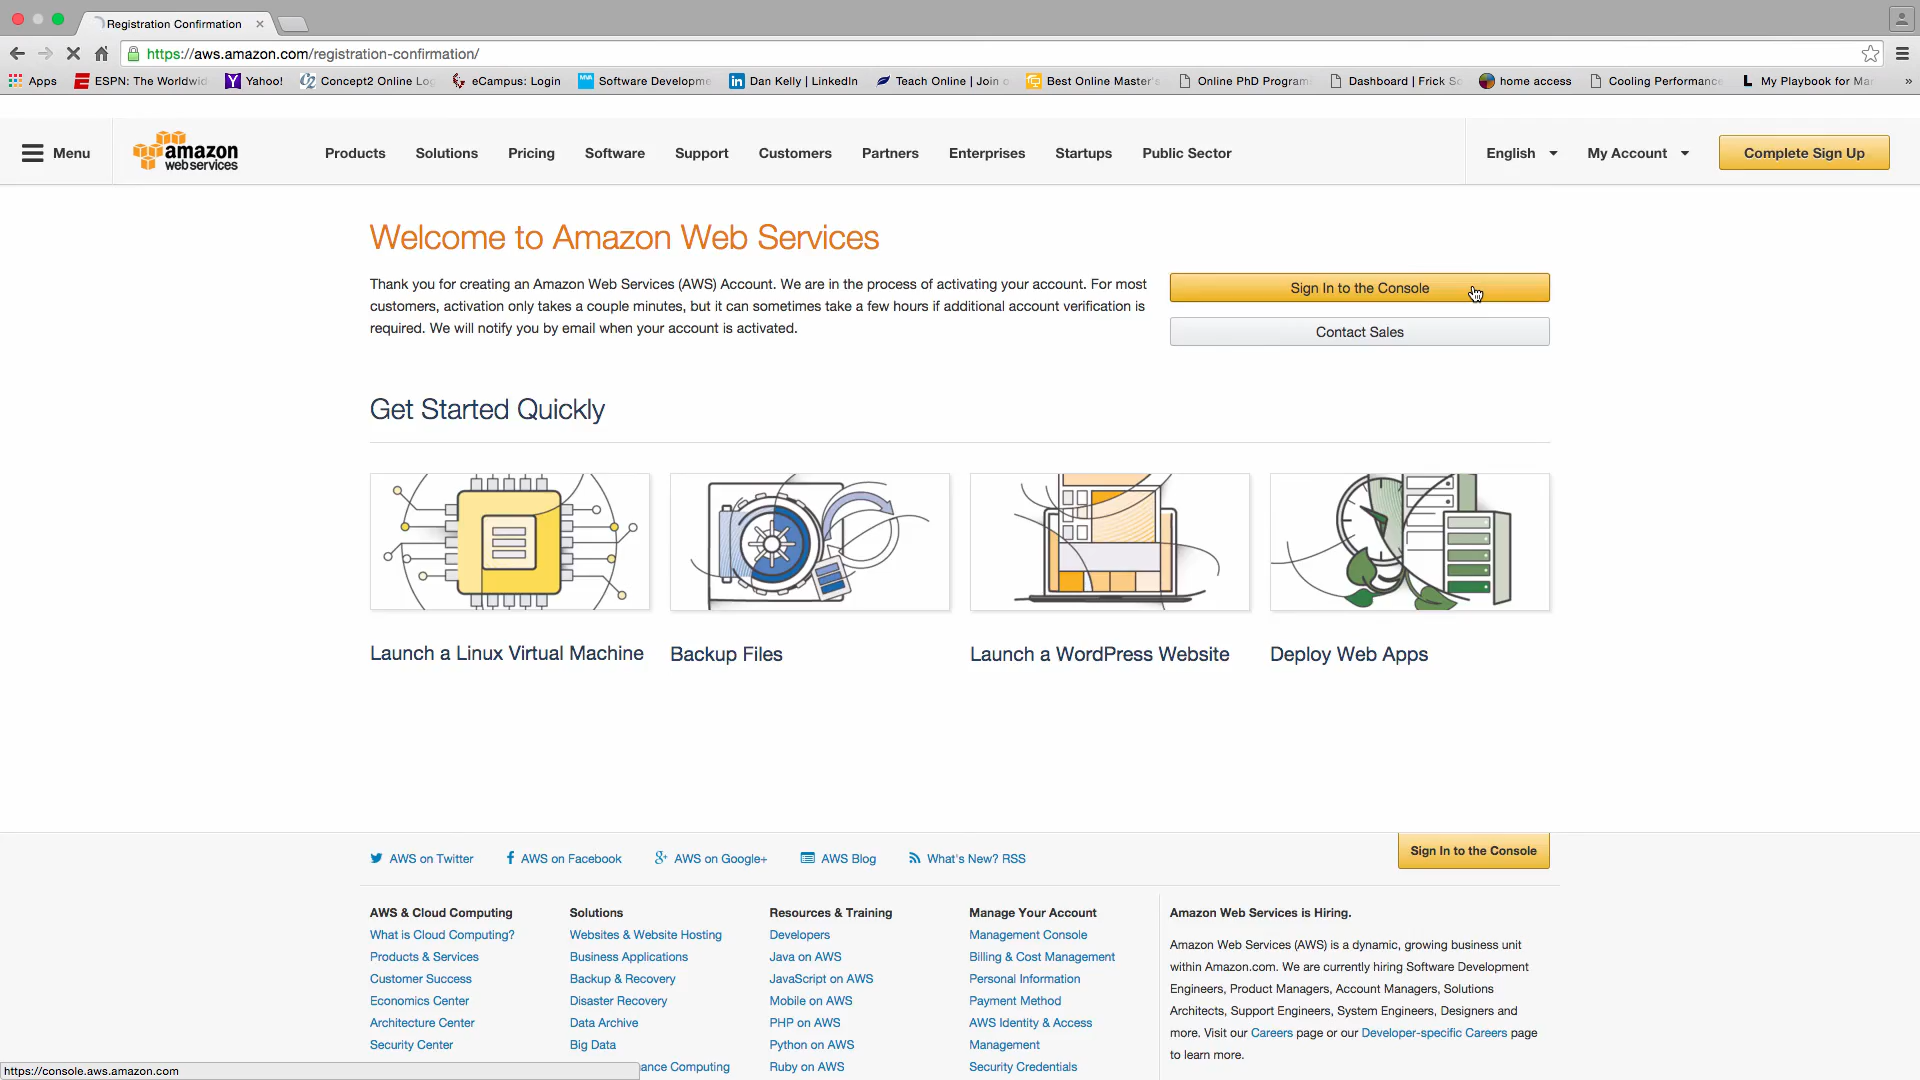 Registration Confirmation
https://aws.amazon.com/registration-confirmation/
Apps ESPN: The Worldwid Yahoo! Concept2 Online Log eCampus: Login Software Developme Dan Kelly | LinkedIn Teach Online | Join o Best Online Master's Online PhD Program Dashboard | Frick Sc home access Cooling Performance My Playbook for Mar »
Menu amazon Products Solutions Pricing Software Support Customers Partners Enterprises Startups Public Sector English My Account Complete Sign Up
web services
Welcome to Amazon Web Services
Thank you for creating an Amazon Web Services (AWS) Account. We are in the process of activating your account. For most
customers, activation only takes a couple minutes, but it can sometimes take a few hours if additional account verification is
required. We will notify you by email when your account is activated.
Sign In to the Console
Contact Sales
Get Started Quickly
Launch a Linux Virtual Machine
Backup Files
Launch a WordPress Website
Deploy Web Apps
AWS on Twitter AWS on Facebook AWS on Google+ AWS Blog What's New? RSS
Sign In to the Console
AWS & Cloud Computing
What is Cloud Computing?
Products & Services
Customer Success
Economics Center
Architecture Center
Security Center
Solutions
Websites & Website Hosting
Business Applications
Backup & Recovery
Disaster Recovery
Data Archive
Big Data
nance Computing
Resources & Training
Developers
Java on AWS
JavaScript on AWS
Mobile on AWS
PHP on AWS
Python on AWS
Ruby on AWS
Manage Your Account
Management Console
Billing & Cost Management
Personal Information
Payment Method
AWS Identity & Access
Management
Security Credentials
Amazon Web Services is Hiring.
Amazon Web Services (AWS) is a dynamic, growing business unit
within Amazon.com. We are currently hiring Software Development
Engineers, Product Managers, Account Managers, Solutions
Architects, Support Engineers, System Engineers, Designers and
more. Visit our Careers page or our Developer-specific Careers page
to learn more.
https://console.aws.amazon.com